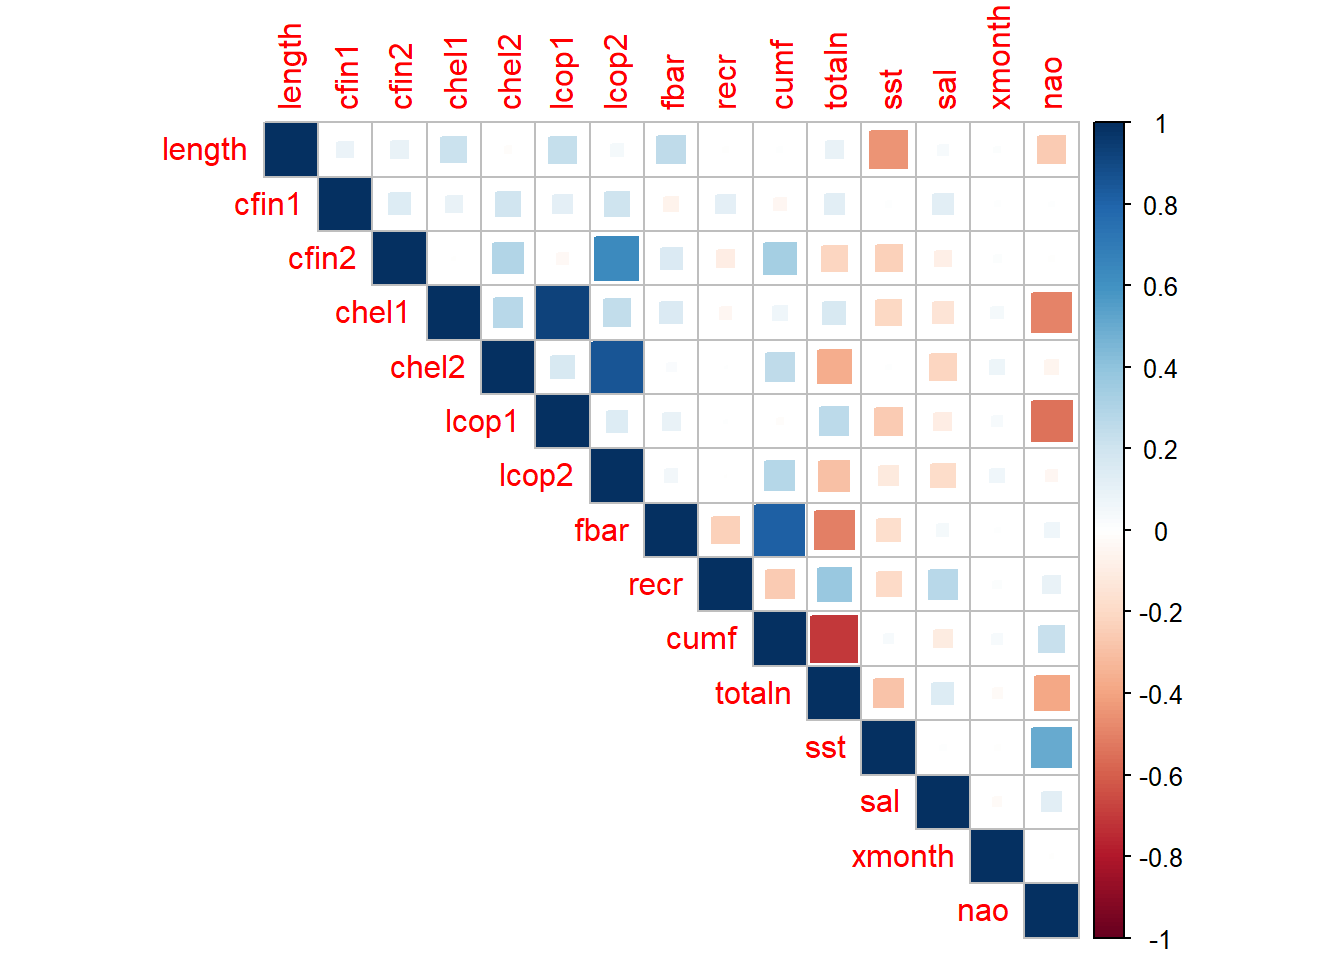 length
cfin1
cfin2
chel1
chel2
lcop1
lcop2
fbar
recr
cumf
totaln
sst
sal
xmonth
nao
length
cfin1
cfin2
chel1
chel2
lcop1
lcop2
fbar
recr
cumf
totaln
sst
sal
xmonth
nao
1
0.8
0.6
0.4
0.2
0
-0.2
-0.4
-0.6
-0.8
-1